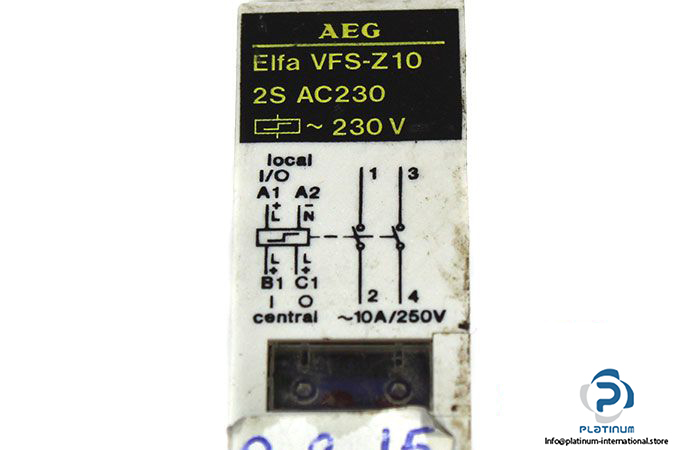 AEG
Elfa VFS-Z10
2S AC230
~ 230 V
local
I/O
A1 A2
+ −
L N
1 3
L L
+ +
B1 C1
I O
central
2 4
~10A/250V
PLATINUM
Info@platinum-international.store